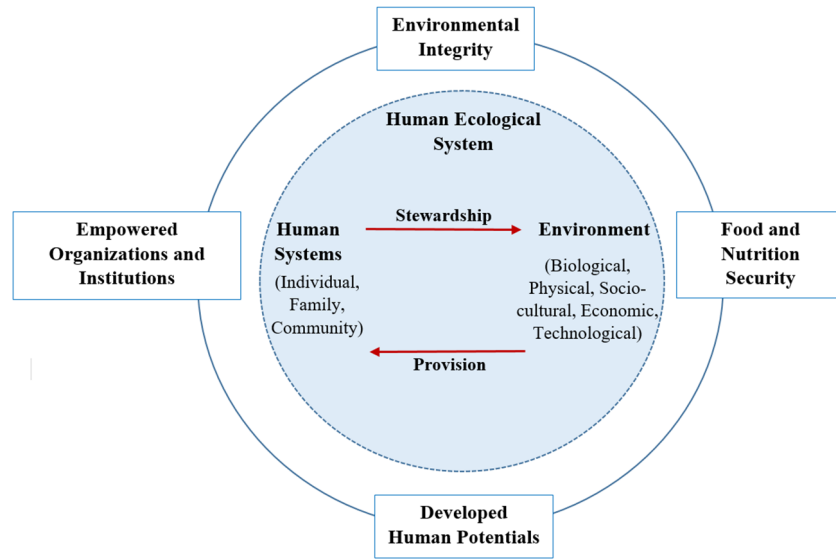 Environmental
Integrity
Human Ecological
System
Empowered
Organizations and
Institutions
Human
Systems
(Individual,
Family,
Community)
Stewardship
Environment
(Biological,
Physical, Socio-
cultural, Economic,
Technological)
Provision
Food and
Nutrition
Security
Developed
Human Potentials